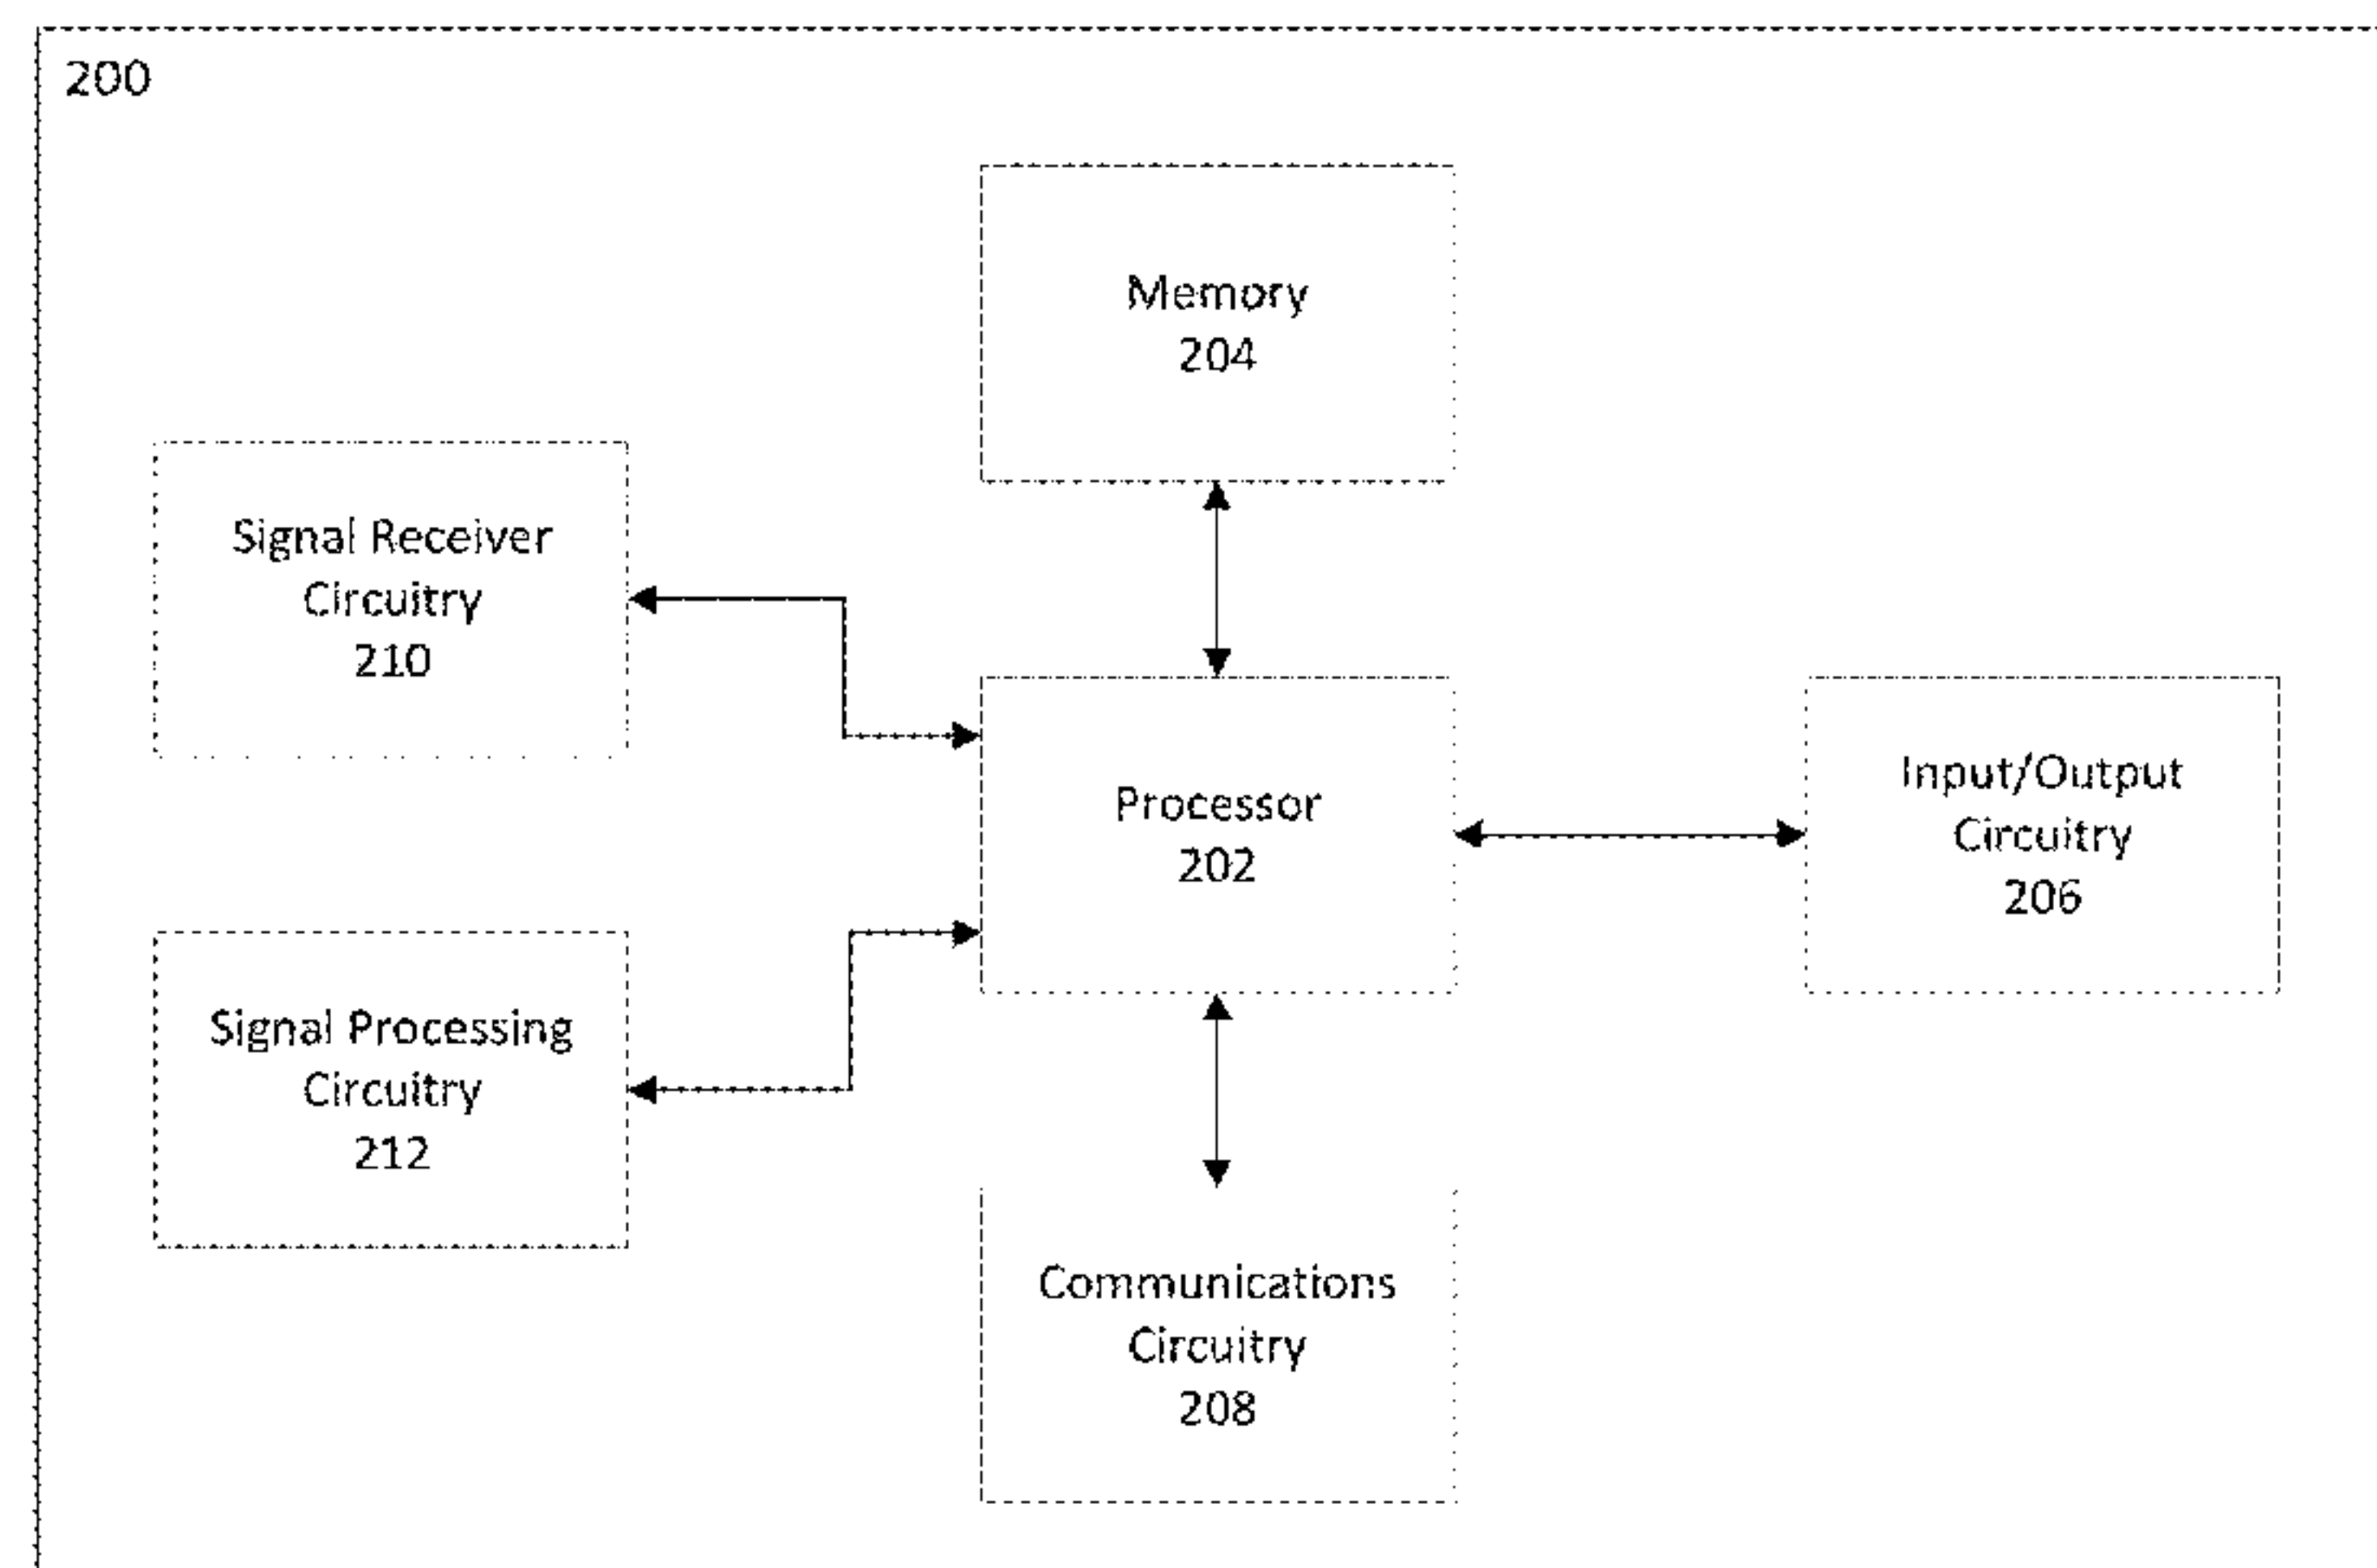 200
Memory
204
Signal Receiver
Circuitry
210
Processor
202
Input/Output
Circuitry
206
Signal Processing
Circuitry
212
Communications
Circuitry
208